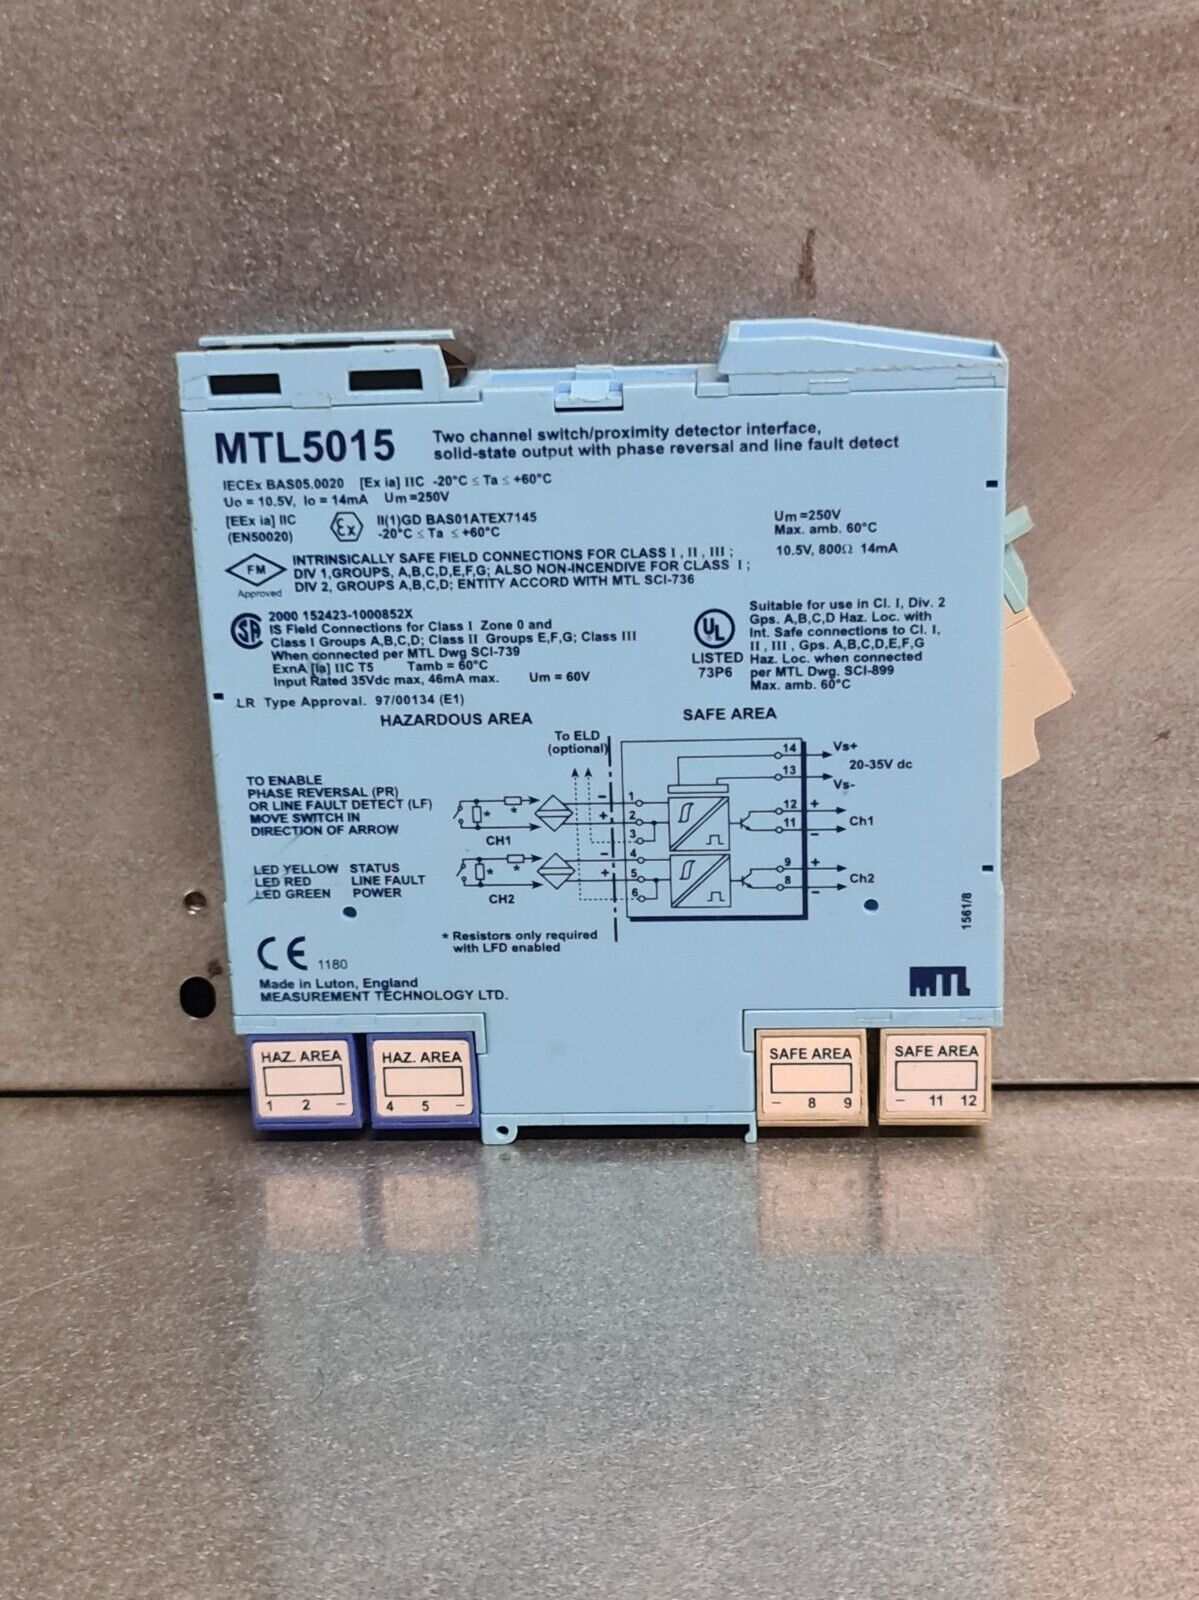 MTL5015
Two channel switch/proximity detector interface,
solid-state output with phase reversal and line fault detect
IECEx BAS05.0020 [Ex ia] IIC -20°C ≤ Ta ≤ +60°C
Uo = 10.5V, Io = 14mA Um=250V
[EEx ia] IIC
(EN50020)
Ex
II(1)GD BAS01ATEX7145
-20°C ≤ Ta ≤ +60°C
Um=250V
Max. amb. 60°C
10.5V, 800Ω 14mA
FM
Approved
INTRINSICALLY SAFE FIELD CONNECTIONS FOR CLASS I, II, III;
DIV 1,GROUPS, A,B,C,D,E,F,G; ALSO NON-INCENDIVE FOR CLASS I;
DIV 2, GROUPS A,B,C,D; ENTITY ACCORD WITH MTL SCI-736
SA
2000 152423-1000852X
IS Field Connections for Class I Zone 0 and
Class I Groups A,B,C,D; Class II Groups E,F,G; Class III
When connected per MTL Dwg SCI-739
ExnA [ia] IIC T5 Tamb = 60°C
Input Rated 35Vdc max, 46mA max. Um = 60V
UL
LISTED
73P6
Suitable for use in Cl. I, Div. 2
Gps. A,B,C,D Haz. Loc. with
Int. Safe connections to Cl. I,
II, III, Gps. A,B,C,D,E,F,G
Haz. Loc. when connected
per MTL Dwg. SCI-899
Max. amb. 60°C
LR Type Approval. 97/00134 (E1)
HAZARDOUS AREA
SAFE AREA
To ELD
(optional)
14 Vs+
20-35V dc
13 Vs-
TO ENABLE
PHASE REVERSAL (PR)
OR LINE FAULT DETECT (LF)
MOVE SWITCH IN
DIRECTION OF ARROW
* *
CH1
- 1
+ 2
3
12 +
11 -
Ch1
LED YELLOW STATUS
LED RED LINE FAULT
LED GREEN POWER
* *
CH2
- 4
+ 5
6
9 +
8 -
Ch2
* Resistors only required
with LFD enabled
1561/8
CE 1180
Made in Luton, England
MEASUREMENT TECHNOLOGY LTD.
MTL
HAZ. AREA
1 2 -
HAZ. AREA
4 5 -
SAFE AREA
- 8 9
SAFE AREA
- 11 12